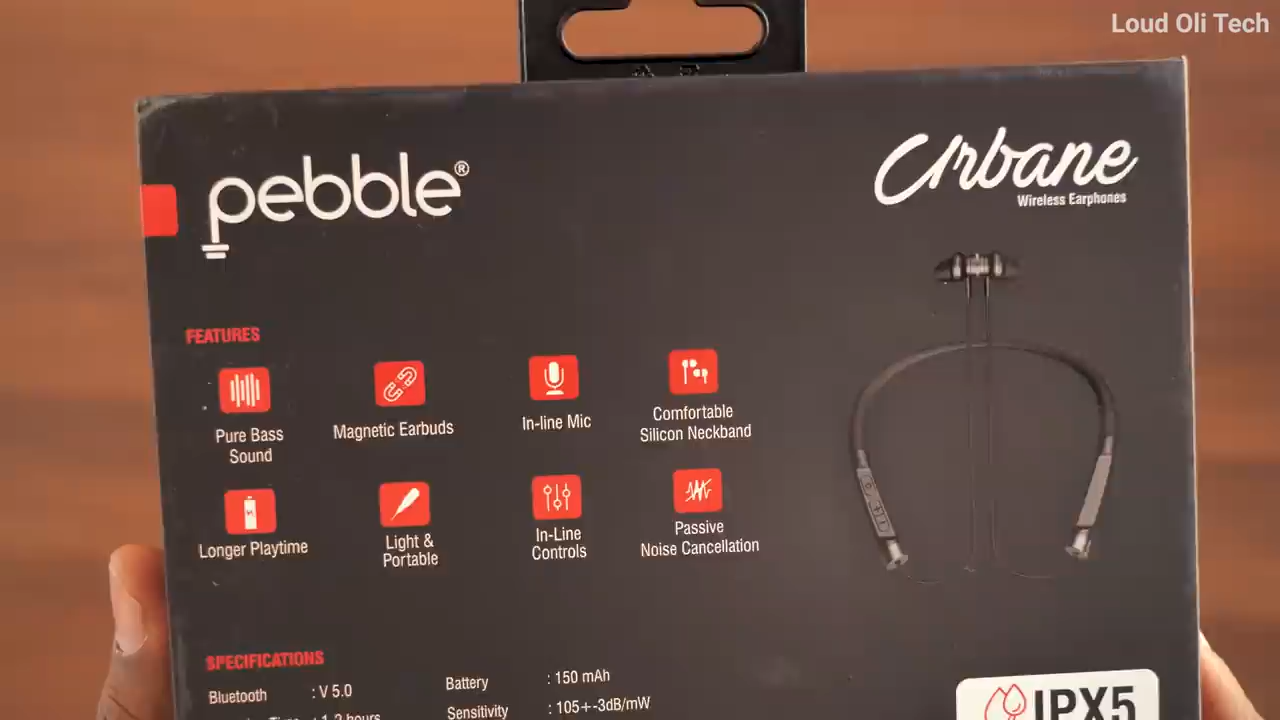 Loud Oli Tech
pebble®
Urbane
Wireless Earphones
FEATURES
Pure Bass
Sound
Magnetic Earbuds
In-line Mic
Comfortable
Silicon Neckband
Longer Playtime
Light &
Portable
In-Line
Controls
Passive
Noise Cancellation
SPECIFICATIONS
Bluetooth : V 5.0
Battery : 150 mAh
Sensitivity : 105+-3dB/mW
IPX5